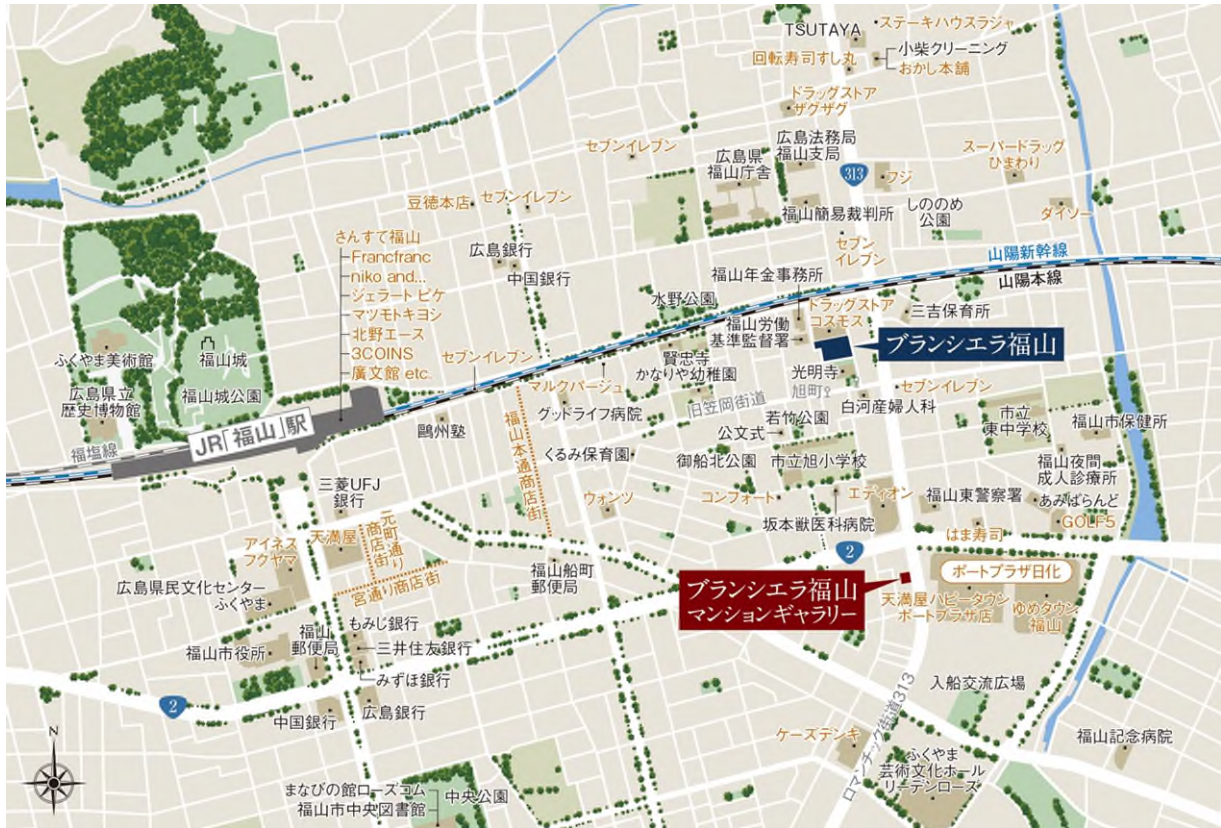 TSUTAYA
ステーキハウスラジャ
小柴クリーニング
回転寿司すし丸
おかし本舗
ドラッグストア
ザグザグ
広島法務局
福山支局
セブンイレブン
広島県
福山庁舎
スーパードラッグ
ひまわり
313
フジ
豆徳本店
セブンイレブン
福山簡易裁判所
しののめ
公園
ダイソー
さんすて福山
Francfranc
niko and...
ジェラート ピケ
マツモトキヨシ
北野エース
3COINS
廣文館 etc.
広島銀行
中国銀行
セブン
イレブン
山陽新幹線
山陽本線
福山年金事務所
水野公園
ドラッグストア
コスモス
三吉保育所
福山労働
基準監督署
ブランシエラ福山
ふくやま美術館
福山城
広島県立
歴史博物館
福山城公園
セブンイレブン
マルクバージュ
賢忠寺
かなりや幼稚園
光明寺
旭町
セブンイレブン
旧笠岡街道
白河産婦人科
JR「福山」駅
福塩線
鷗州塾
福山本通商店街
グッドライフ病院
若竹公園
公文式
市立
東中学校
福山市保健所
くるみ保育園
御船北公園
市立旭小学校
福山夜間
成人診療所
三菱UFJ
銀行
ウォンツ
コンフォート
エディオン
福山東警察署
あみぱらんど
GOLF5
坂本獣医科病院
はま寿司
天満屋
元町通り
商店街
アイネス
フクヤマ
2
宮通り商店街
福山船町
郵便局
ブランシエラ福山
マンションギャラリー
ポートプラザ日化
天満屋ハピータウン
ポートプラザ店
ゆめタウン
福山
広島県民文化センター
ふくやま
もみじ銀行
福山
郵便局
三井住友銀行
福山市役所
みずほ銀行
入船交流広場
2
中国銀行
広島銀行
ロマンチック街道313
ケーズデンキ
福山記念病院
ふくやま
芸術文化ホール
リーデンローズ
N
まなびの館ローズコム
福山市中央図書館
中央公園